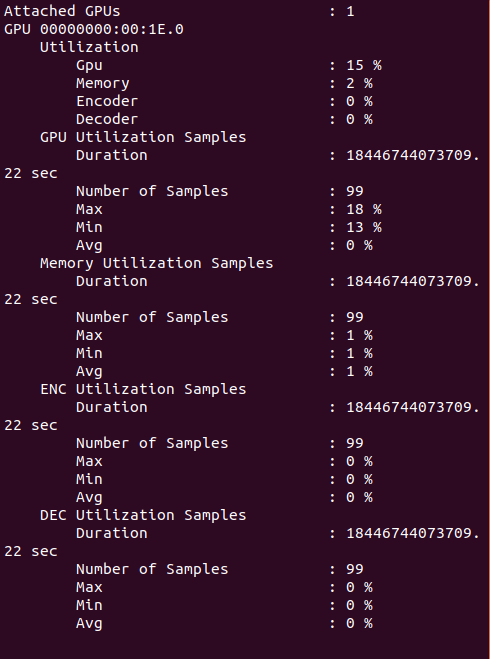 Attached GPUs                       : 1
GPU 00000000:00:1E.0
    Utilization
        Gpu                         : 15 %
        Memory                      : 2 %
        Encoder                     : 0 %
        Decoder                     : 0 %
    GPU Utilization Samples
        Duration                    : 18446744073709.
22 sec
        Number of Samples           : 99
        Max                         : 18 %
        Min                         : 13 %
        Avg                         : 0 %
    Memory Utilization Samples
        Duration                    : 18446744073709.
22 sec
        Number of Samples           : 99
        Max                         : 1 %
        Min                         : 1 %
        Avg                         : 1 %
    ENC Utilization Samples
        Duration                    : 18446744073709.
22 sec
        Number of Samples           : 99
        Max                         : 0 %
        Min                         : 0 %
        Avg                         : 0 %
    DEC Utilization Samples
        Duration                    : 18446744073709.
22 sec
        Number of Samples           : 99
        Max                         : 0 %
        Min                         : 0 %
        Avg                         : 0 %